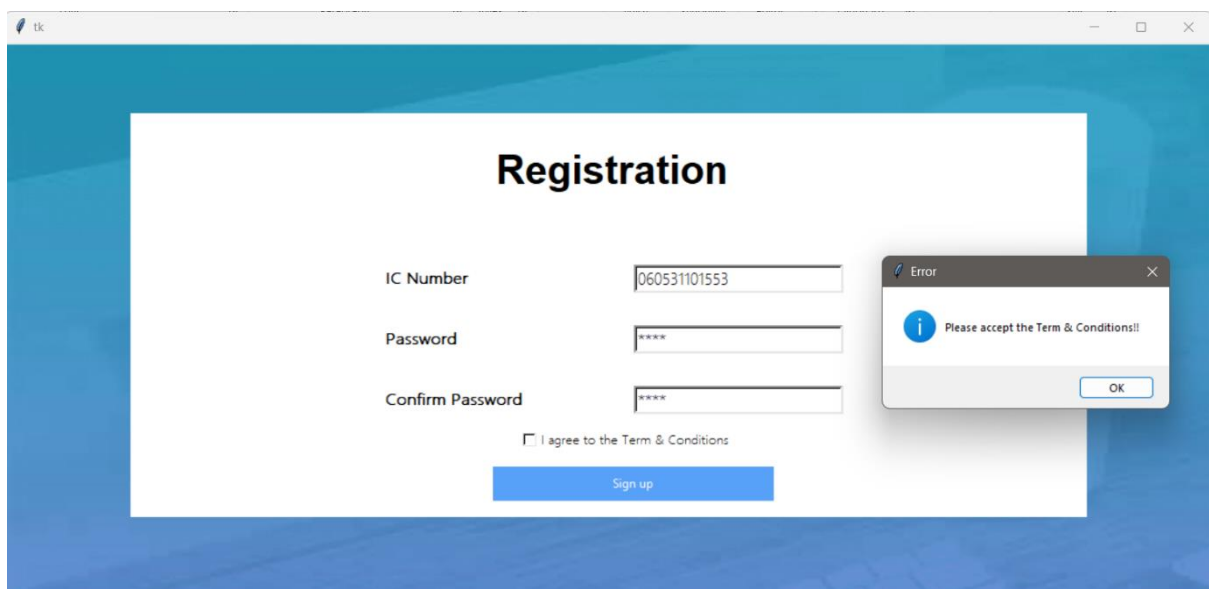 tk
Registration
IC Number
060531101553
Error
Please accept the Term & Conditions!!
OK
Password
****
Confirm Password
****
I agree to the Term & Conditions
Sign up